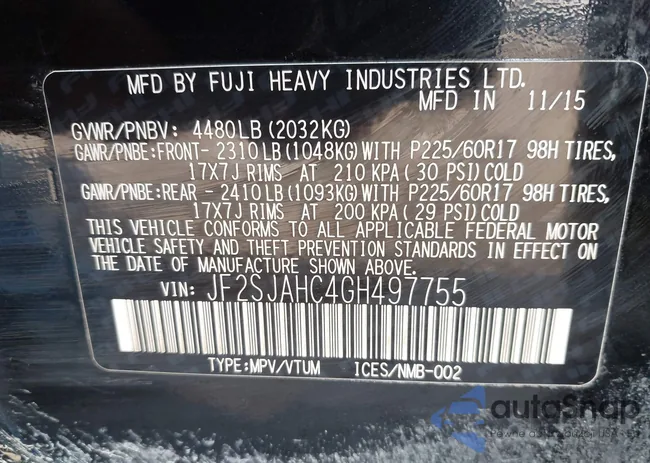 MFD BY FUJI HEAVY INDUSTRIES LTD.
MFD IN 11/15
GVWR/PNBV: 4480LB (2032KG)
GAWR/PNBE:FRONT- 2310LB (1048KG) WITH P225/60R17 98H TIRES,
17X7J RIMS AT 210 KPA ( 30 PSI) COLD
GAWR/PNBE:REAR - 2410LB (1093KG) WITH P225/60R17 98H TIRES,
17X7J RIMS AT 200 KPA ( 29 PSI) COLD
THIS VEHICLE CONFORMS TO ALL APPLICABLE FEDERAL MOTOR
VEHICLE SAFETY AND THEFT PREVENTION STANDARDS IN EFFECT ON
THE DATE OF MANUFACTURE SHOWN ABOVE.
VIN: JF2SJAHC4GH497755
TYPE:MPV/VTUM ICES/NMB-002
autoSnap